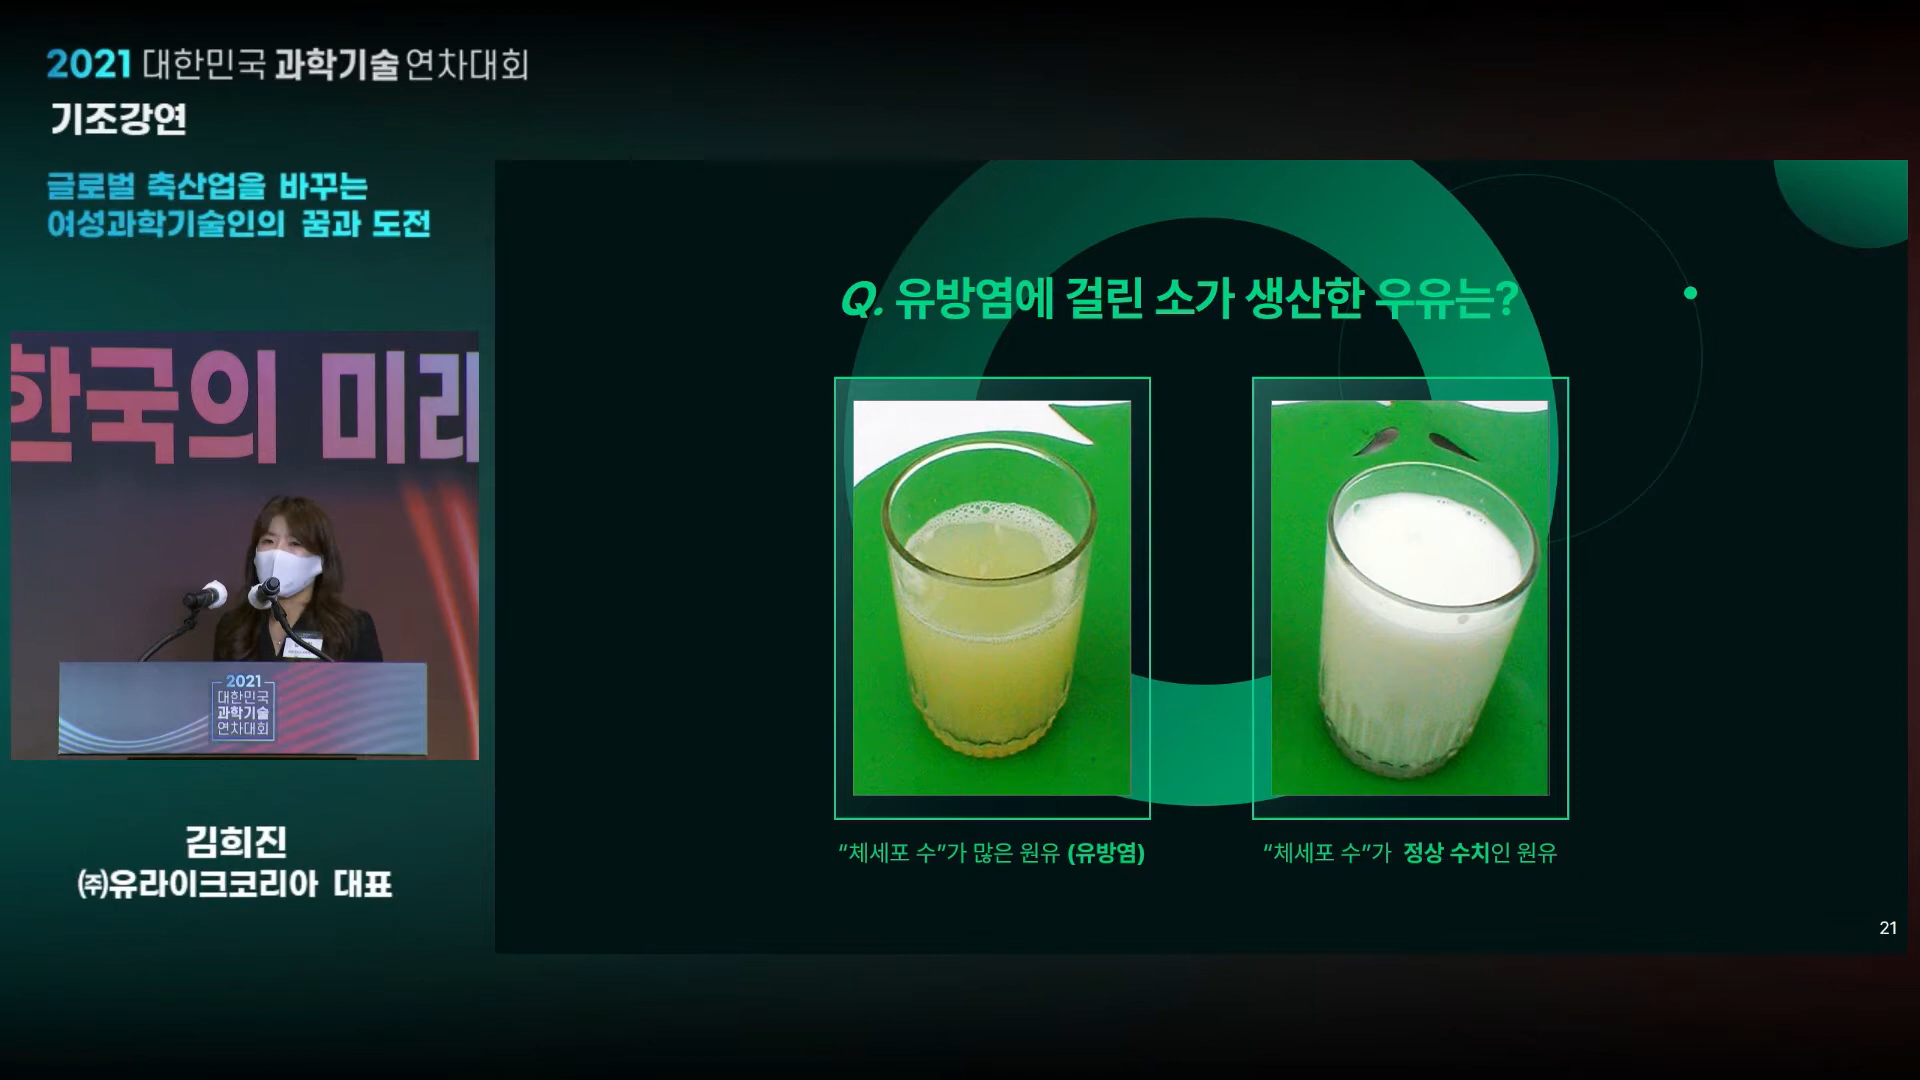 2021 대한민국 과학기술 연차대회
기조강연
글로벌 축산업을 바꾸는
여성과학기술인의 꿈과 도전
한국의 미래
2021
대한민국
과학기술
연차대회
김희진
㈜유라이크코리아 대표
Q. 유방염에 걸린 소가 생산한 우유는?
“체세포 수”가 많은 원유 (유방염)
“체세포 수”가 정상 수치인 원유
21